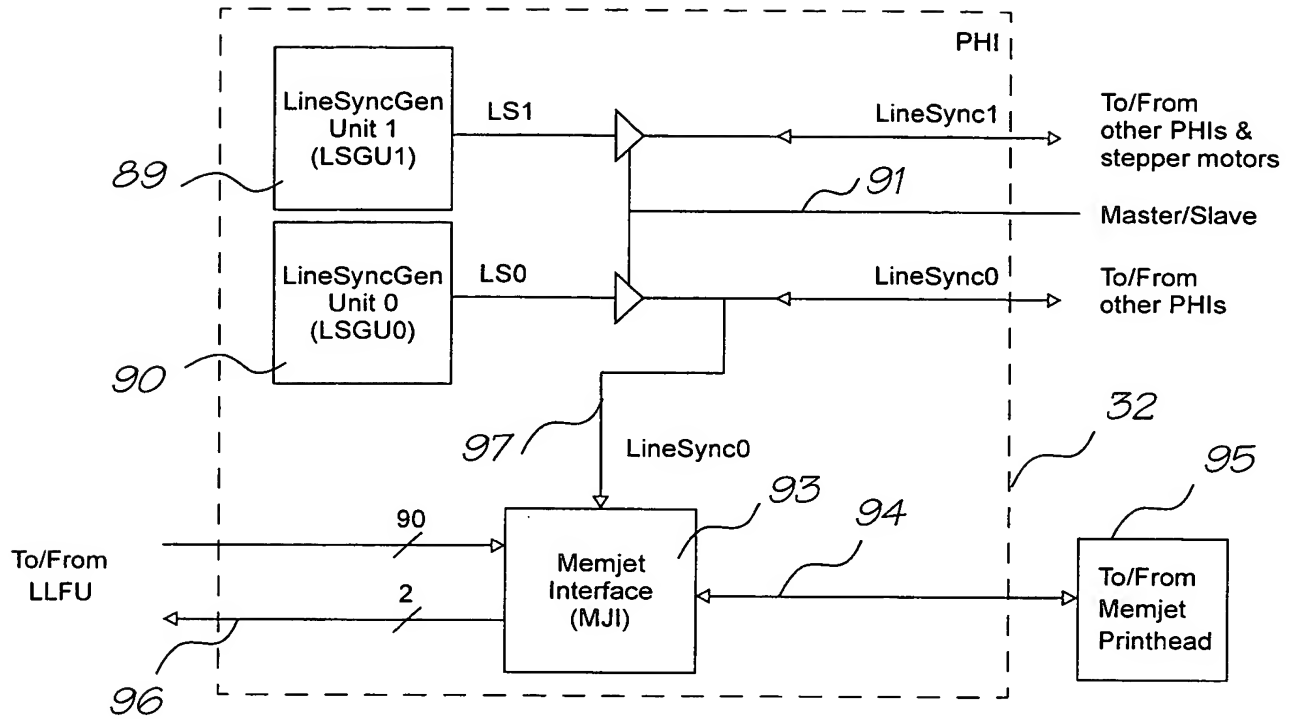 PHI
LineSyncGen
Unit 1
(LSGU1)
LS1
LineSync1
To/From
other PHIs &
stepper motors
89
91
Master/Slave
LineSyncGen
Unit 0
(LSGU0)
LS0
LineSync0
To/From
other PHIs
90
97
LineSync0
32
93
94
95
To/From
LLFU
90
2
Memjet
Interface
(MJI)
To/From
Memjet
Printhead
96